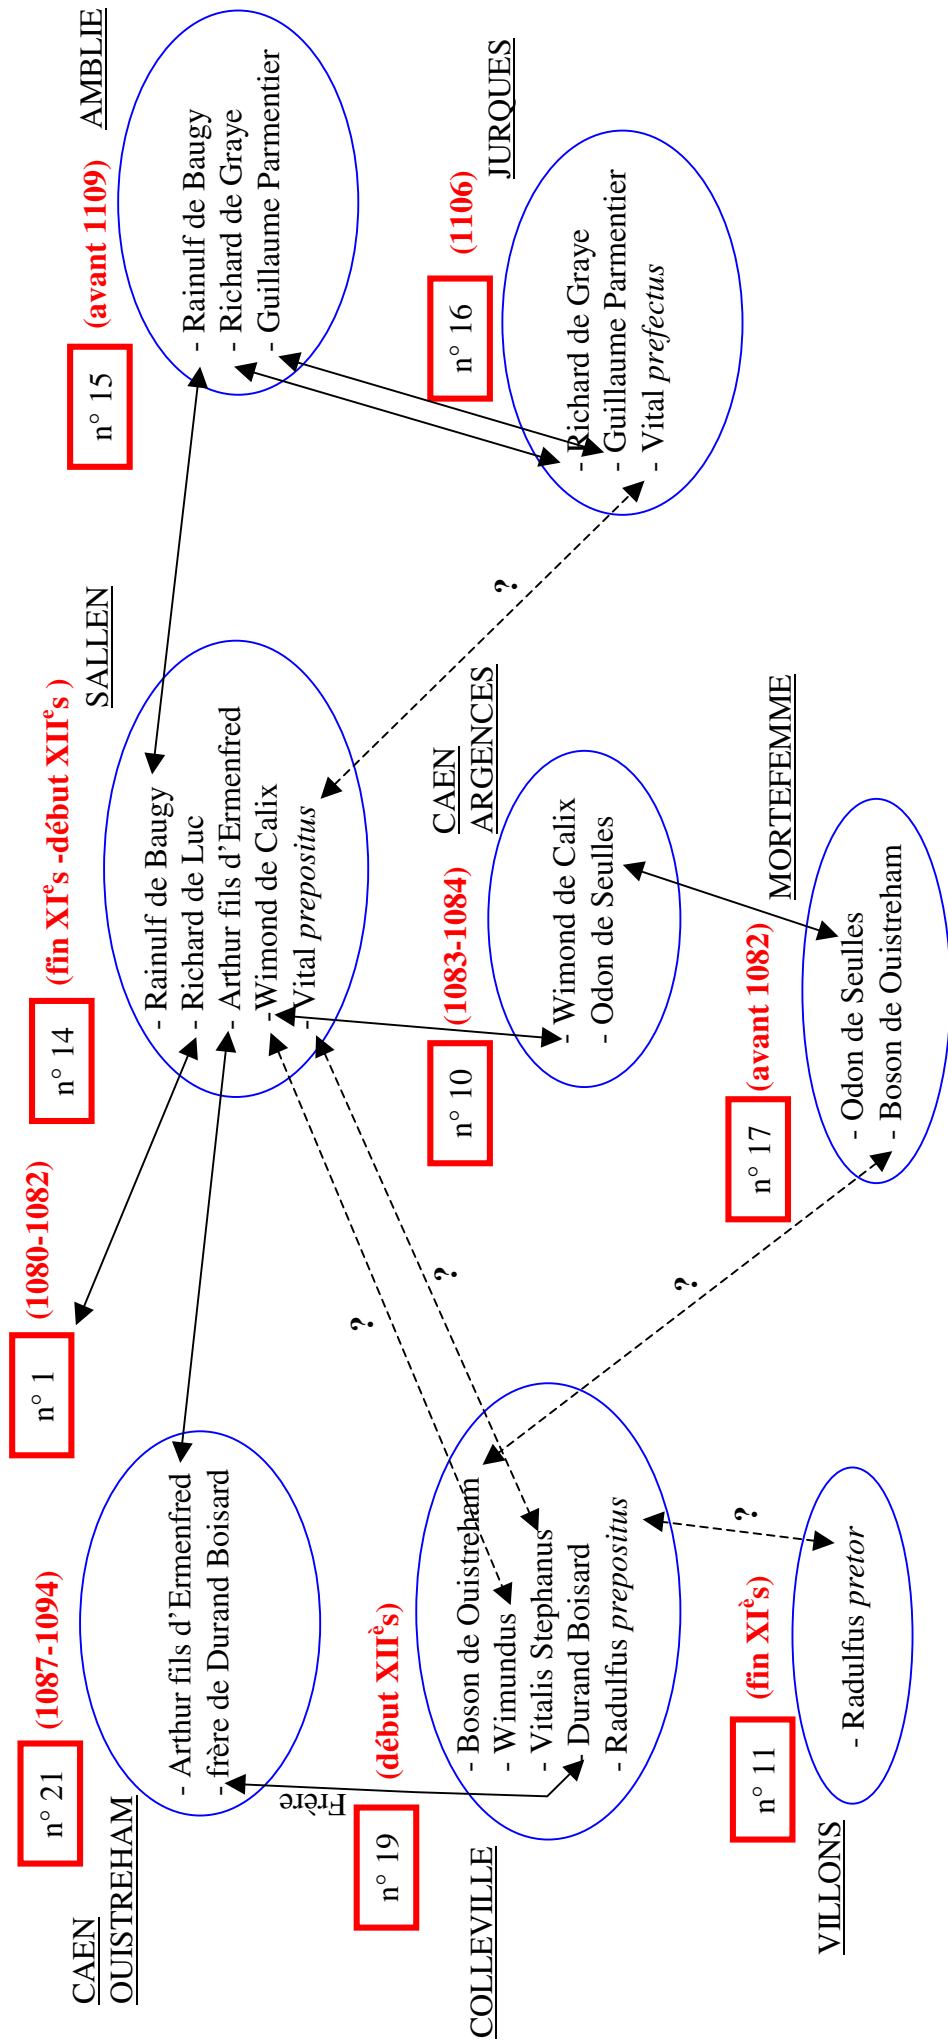 CAEN
OUISTREHAM
n° 21
(1087-1094)
- Arthur fils d'Ermenfred
- frère de Durand Boisard
n° 1
(1080-1082)
n° 14
(fin XIès -début XIIès )
SALLEN
- Rainulf de Baugy
- Richard de Luc
- Arthur fils d'Ermenfred
- Wimond de Calix
- Vital prepositus
n° 15
(avant 1109)
AMBLIE
- Rainulf de Baugy
- Richard de Graye
- Guillaume Parmentier
Frère
COLLEVILLE
n° 19
(début XIIès)
- Boson de Ouistreham
- Wimundus
- Vitalis Stephanus
- Durand Boisard
- Radulfus prepositus
?
?
n° 10
(1083-1084)
CAEN
ARGENCES
- Wimond de Calix
- Odon de Seulles
?
n° 16
(1106)
JURQUES
- Richard de Graye
- Guillaume Parmentier
- Vital prefectus
VILLONS
n° 11
(fin XIès)
- Radulfus pretor
?
?
n° 17
(avant 1082)
MORTEFEMME
- Odon de Seulles
- Boson de Ouistreham